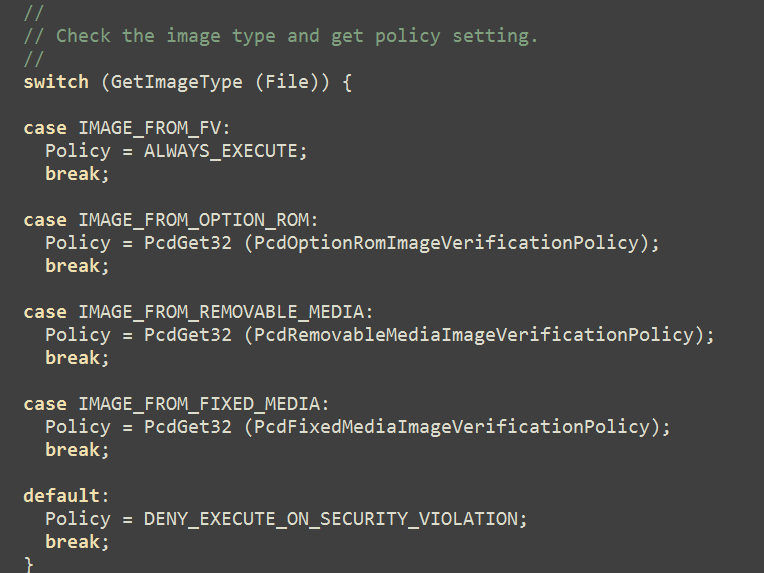 //
// Check the image type and get policy setting.
//
switch (GetImageType (File)) {
case IMAGE_FROM_FV:
Policy = ALWAYS_EXECUTE;
break;
case IMAGE_FROM_OPTION_ROM:
Policy = PcdGet32 (PcdOptionRomImageVerificationPolicy);
break;
case IMAGE_FROM_REMOVABLE_MEDIA:
Policy = PcdGet32 (PcdRemovableMediaImageVerificationPolicy);
break;
case IMAGE_FROM_FIXED_MEDIA:
Policy = PcdGet32 (PcdFixedMediaImageVerificationPolicy);
break;
default:
Policy = DENY_EXECUTE_ON_SECURITY_VIOLATION;
break;
}